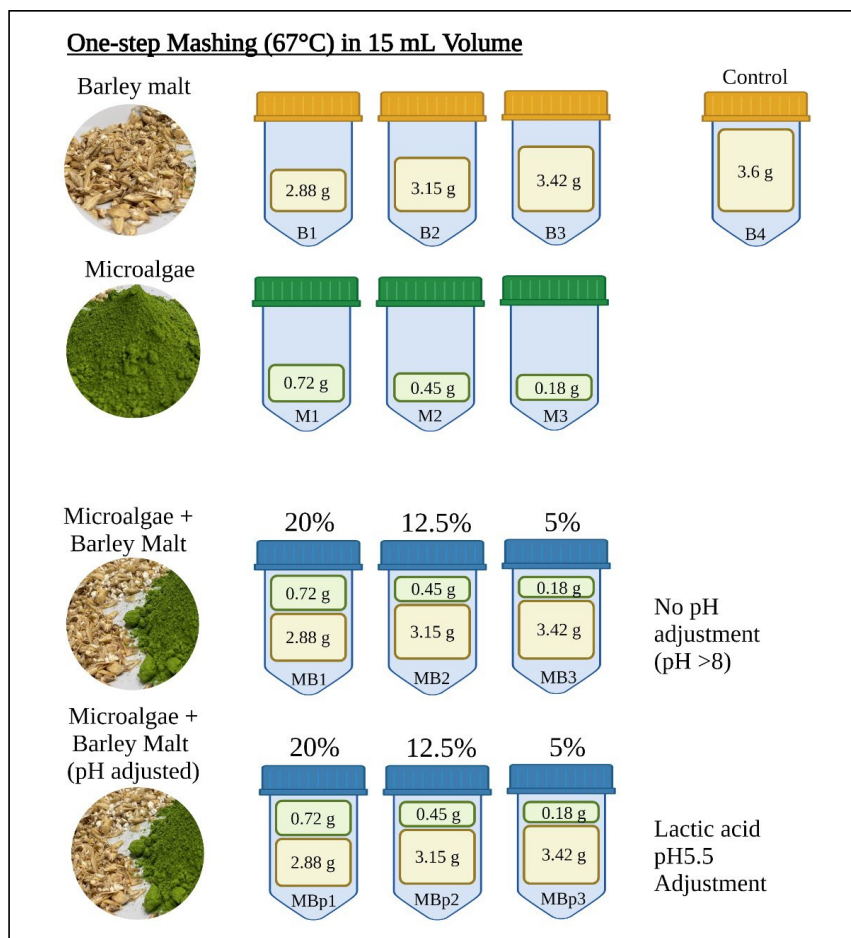 One-step Mashing (67°C) in 15 mL Volume
Barley malt
Control
2.88 g
3.15 g
3.42 g
3.6 g
B1
B2
B3
B4
Microalgae
0.72 g
0.45 g
0.18 g
M1
M2
M3
Microalgae +
Barley Malt
20%
12.5%
5%
0.72 g
0.45 g
0.18 g
2.88 g
3.15 g
3.42 g
MB1
MB2
MB3
No pH
adjustment
(pH >8)
Microalgae +
Barley Malt
(pH adjusted)
20%
12.5%
5%
0.72 g
0.45 g
0.18 g
2.88 g
3.15 g
3.42 g
MBp1
MBp2
MBp3
Lactic acid
pH5.5
Adjustment